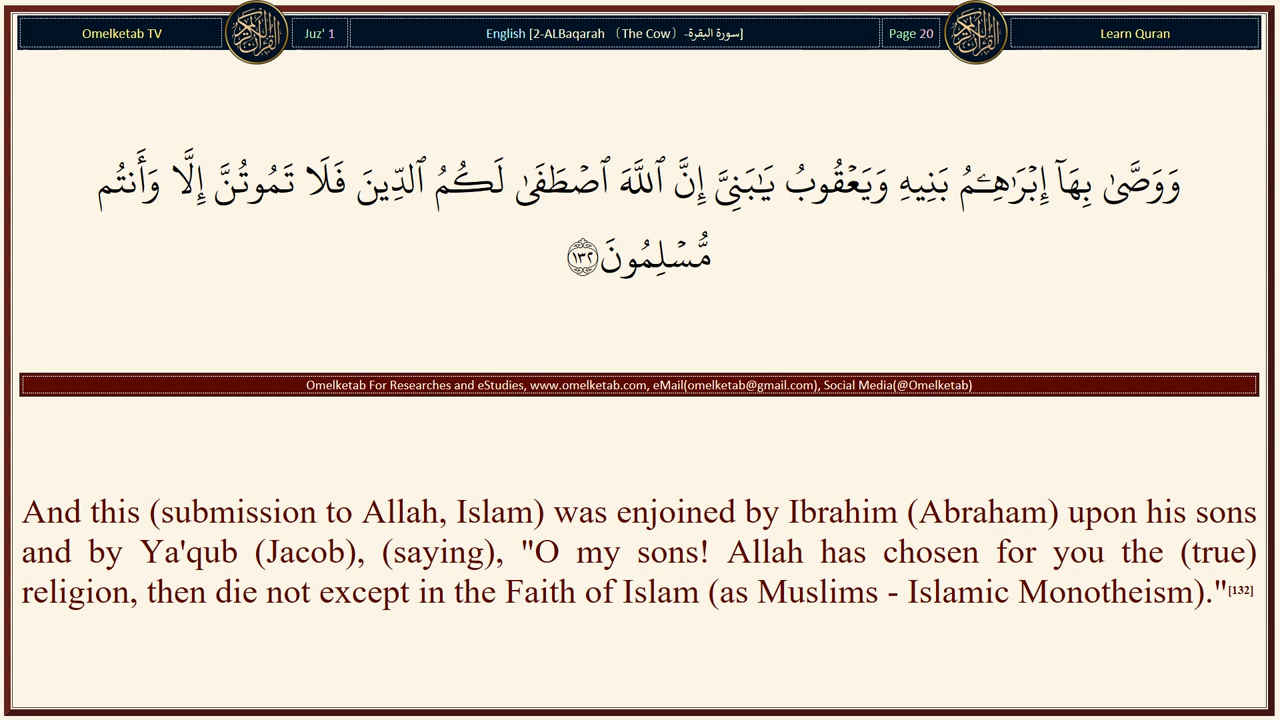 Omelketab TV
Juz' 1
English [2-ALBaqarah （The Cow） -سورة البقرة]
Page 20
Learn Quran
وَوَصَّىٰ بِهَآ إِبْرَٰهِـۧمُ بَنِيهِ وَيَعْقُوبُ يَـٰبَنِىَّ إِنَّ ٱللَّهَ ٱصْطَفَىٰ لَكُمُ ٱلدِّينَ فَلَا تَمُوتُنَّ إِلَّا وَأَنتُم
مُّسْلِمُونَ ١٣٢
Omelketab For Researches and eStudies, www.omelketab.com, eMail(omelketab@gmail.com), Social Media(@Omelketab)
And this (submission to Allah, Islam) was enjoined by Ibrahim (Abraham) upon his sons
and by Ya'qub (Jacob), (saying), "O my sons! Allah has chosen for you the (true)
religion, then die not except in the Faith of Islam (as Muslims - Islamic Monotheism)."[132]